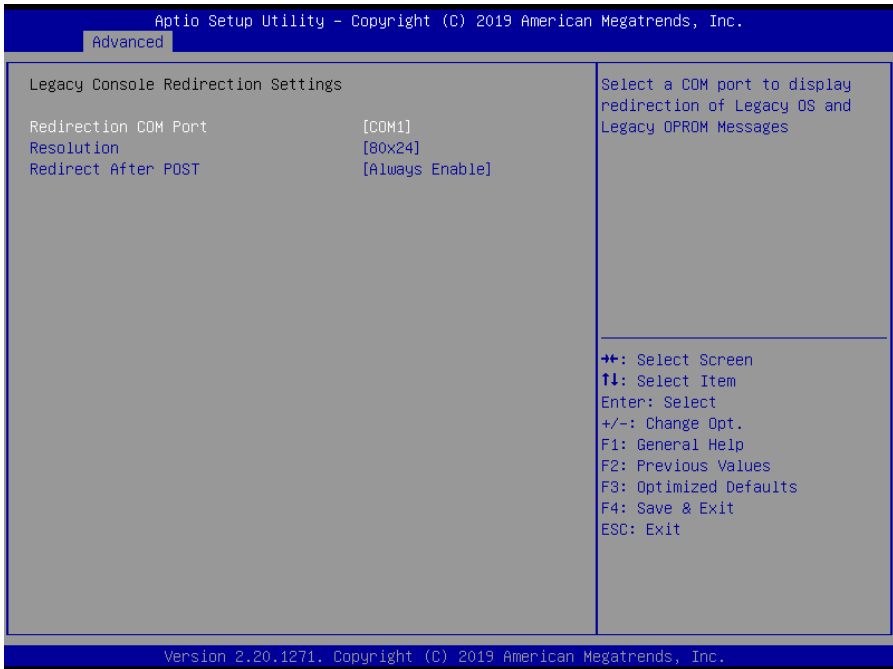 Aptio Setup Utility – Copyright (C) 2019 American Megatrends, Inc.
Advanced
Legacy Console Redirection Settings
Redirection COM Port [COM1]
Resolution [80x24]
Redirect After POST [Always Enable]
Select a COM port to display
redirection of Legacy OS and
Legacy OPROM Messages
→←: Select Screen
↑↓: Select Item
Enter: Select
+/-: Change Opt.
F1: General Help
F2: Previous Values
F3: Optimized Defaults
F4: Save & Exit
ESC: Exit
Version 2.20.1271. Copyright (C) 2019 American Megatrends, Inc.